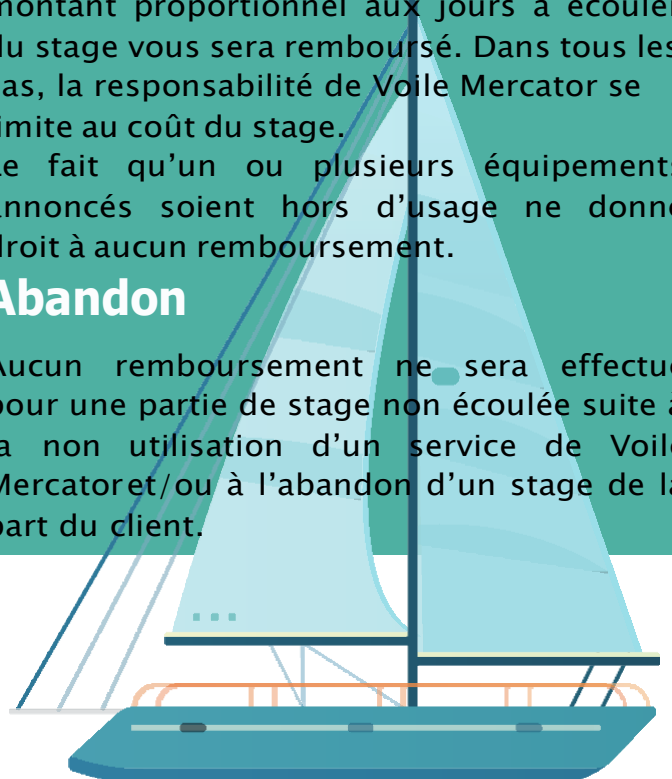 montant proportionnel aux jours à écouler
du stage vous sera remboursé. Dans tous les
cas, la responsabilité de Voile Mercator se
limite au coût du stage.
Le fait qu’un ou plusieurs équipements
annoncés soient hors d’usage ne donne
droit à aucun remboursement.
Abandon
Aucun remboursement ne sera effectué
pour une partie de stage non écoulée suite à
la non utilisation d’un service de Voile
Mercatoret/ou à l’abandon d’un stage de la
part du client.